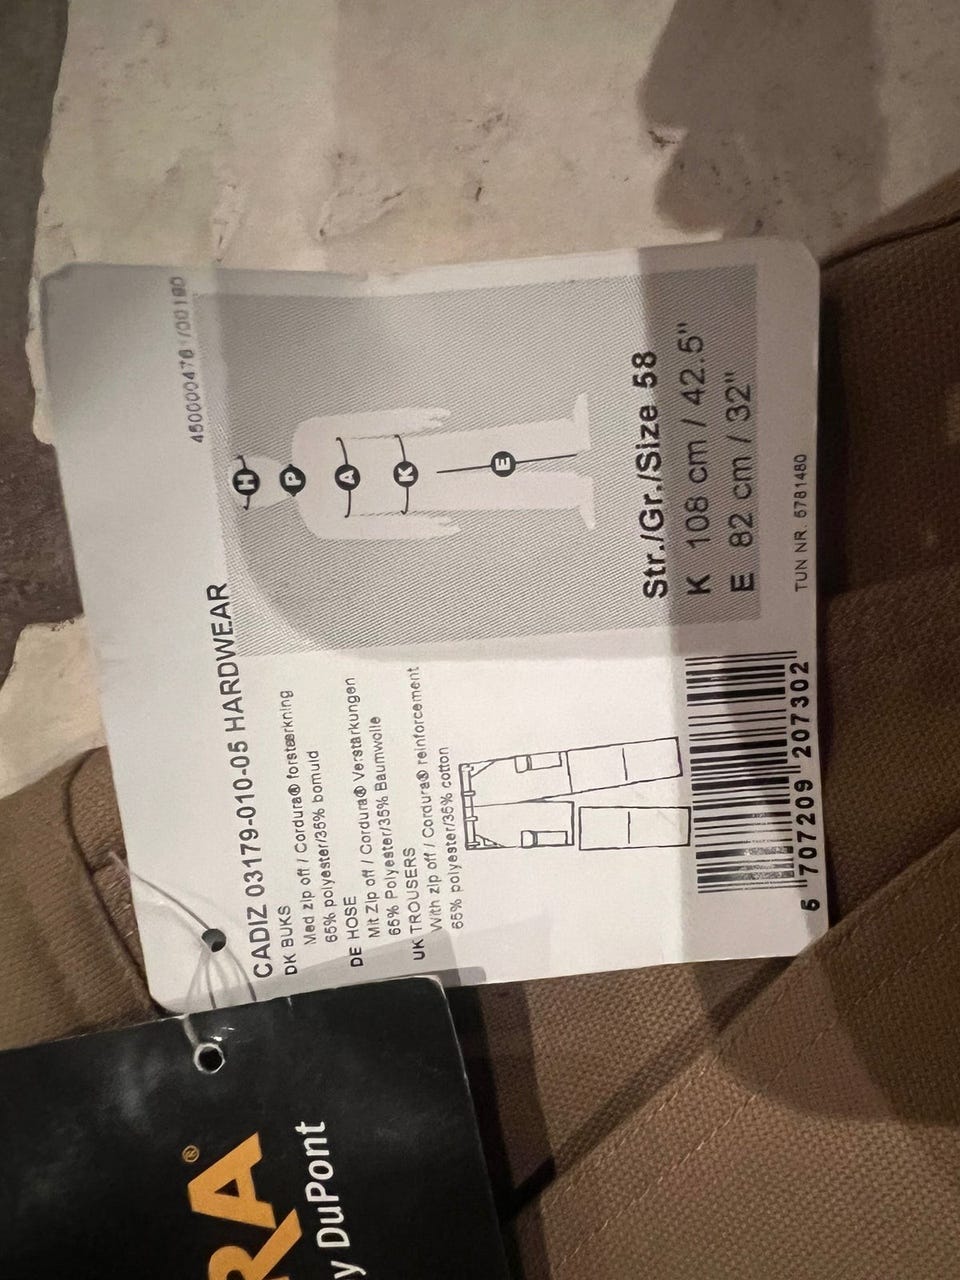 4500004761/00180
CADIZ 03179-010-05 HARDWEAR
DK BUKS
Med zip off / Cordura® forstærkning
65% polyester/35% bomuld
DE HOSE
Mit Zip off / Cordura® Verstärkungen
65% Polyester/35% Baumwolle
UK TROUSERS
With zip off / Cordura® reinforcement
65% polyester/35% cotton
H
P
A
K
E
Str./Gr./Size 58
K 108 cm / 42.5"
E 82 cm / 32"
5 707209 207302
TUN NR. 5781480
RA®
y DuPont